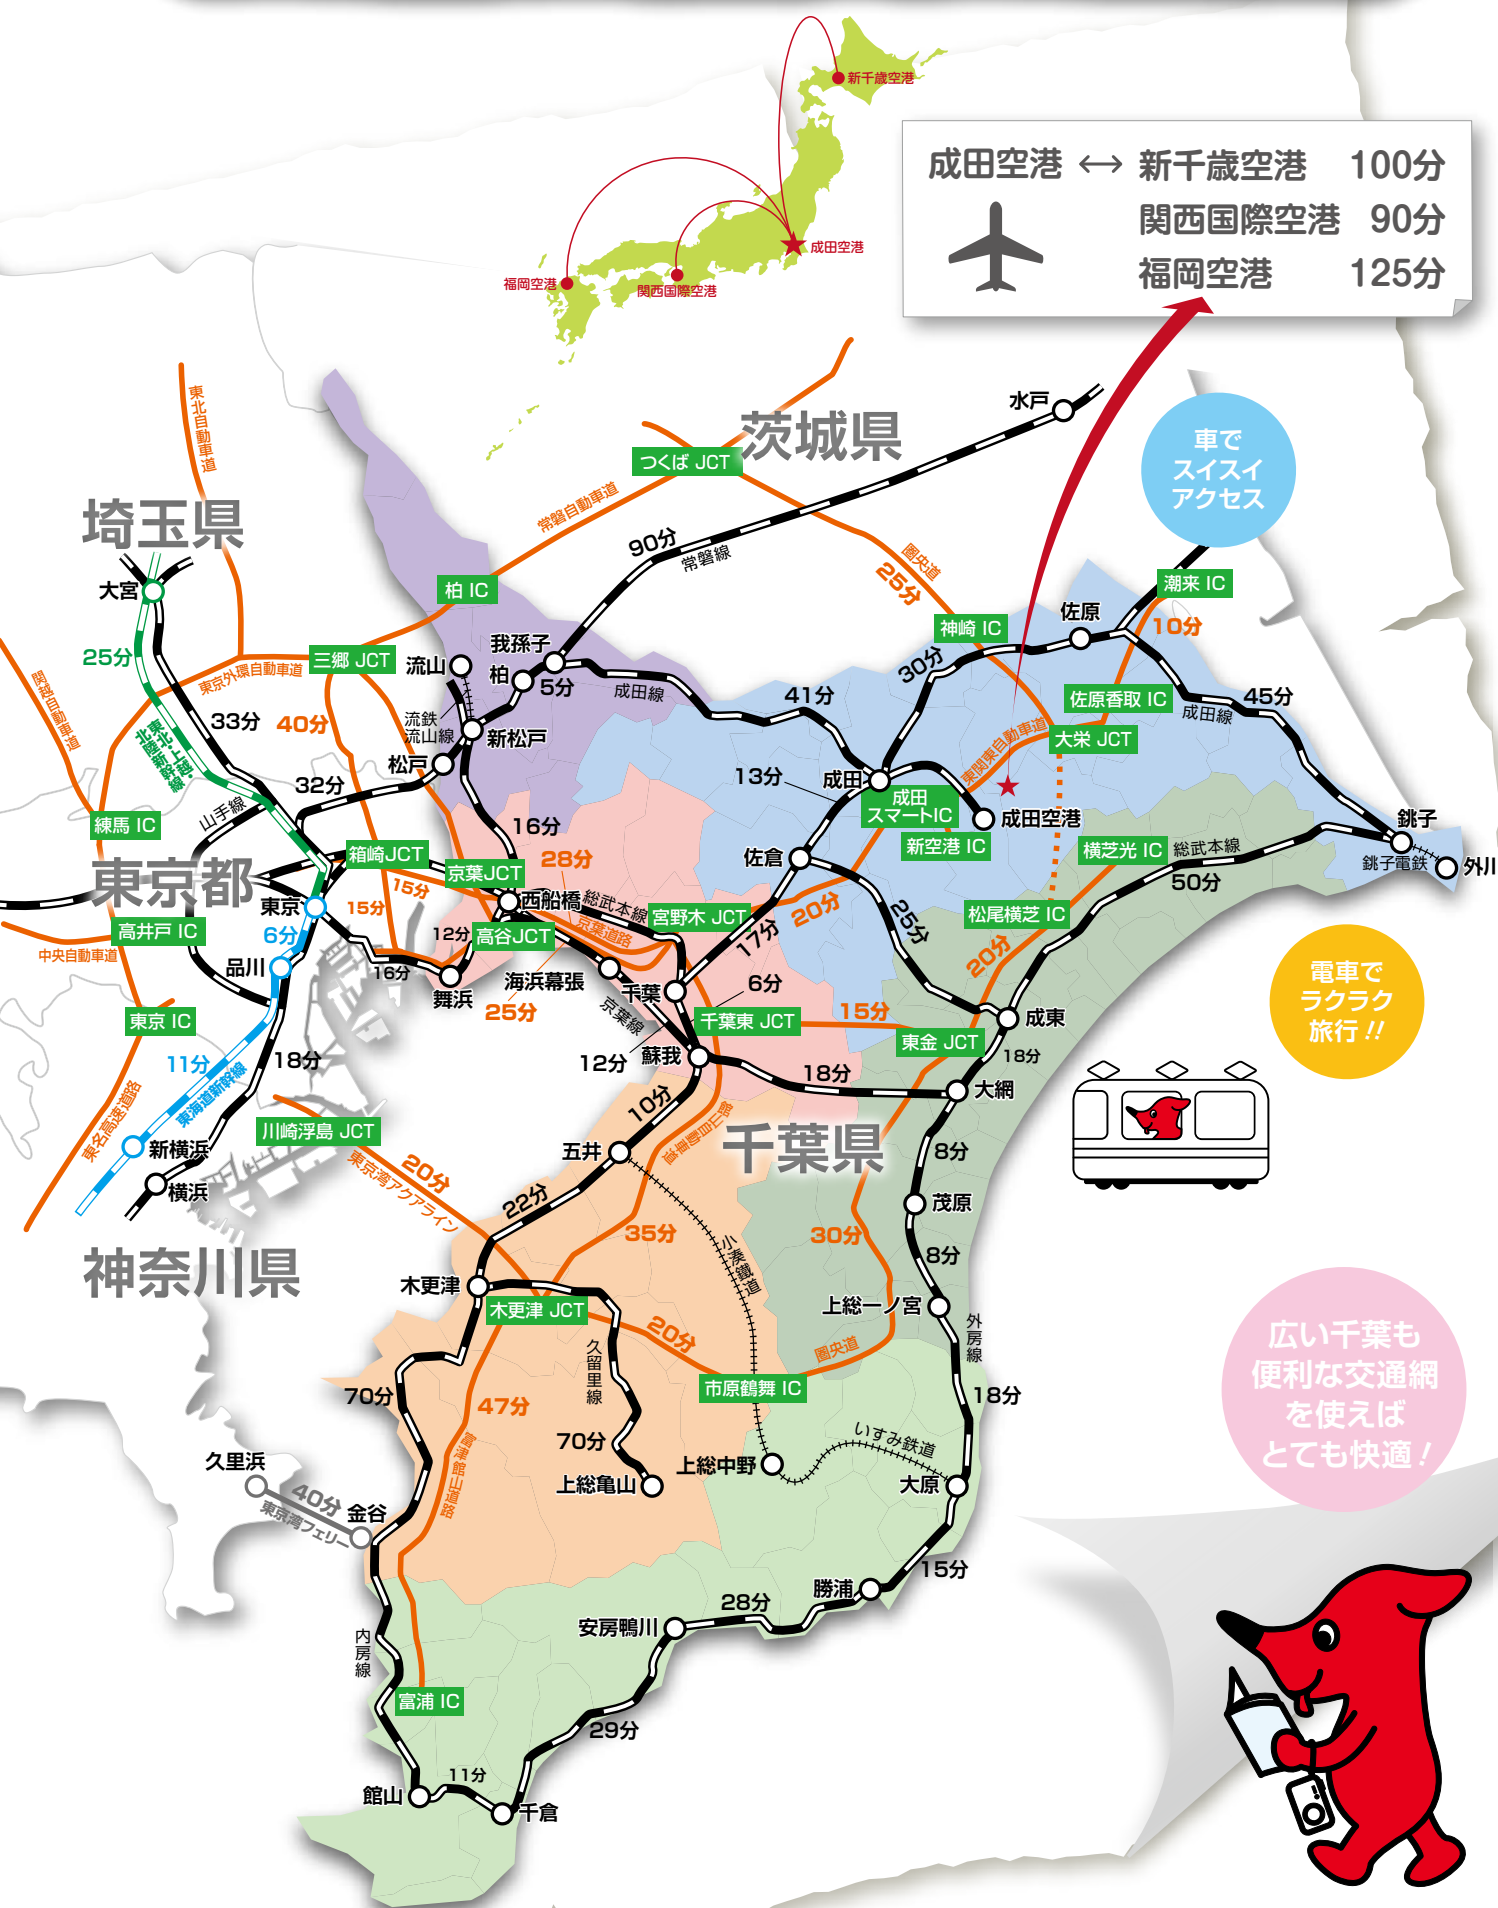 新千歳空港
成田空港
関西国際空港
福岡空港
成田空港 ↔ 新千歳空港 100分
関西国際空港 90分
福岡空港 125分
車で
スイスイ
アクセス
茨城県
水戸
東北自動車道
つくば JCT
常磐自動車道
90分
常磐線
圏央道
25分
埼玉県
大宮
柏 IC
潮来 IC
10分
佐原
神崎 IC
我孫子
30分
25分
三郷 JCT
流山
柏
5分
成田線
41分
佐原香取 IC
45分
成田線
関越自動車道
東京外環自動車道
33分
40分
流鉄
流山線
新松戸
大栄 JCT
東関東自動車道
東北・上越・
北陸新幹線
松戸
32分
13分
成田
成田
スマートIC
成田空港
銚子
山手線
練馬 IC
16分
新空港 IC
横芝光 IC
総武本線
50分
銚子電鉄
外川
東京都
箱崎JCT
28分
京葉JCT
佐倉
15分
西船橋
総武本線
宮野木 JCT
20分
松尾横芝 IC
東京
15分
高井戸 IC
6分
12分
高谷JCT
京葉道路
17分
25分
20分
中央自動車道
品川
16分
舞浜
海浜幕張
25分
千葉
6分
電車で
ラクラク
旅行!!
東京 IC
京葉線
千葉東 JCT
15分
東金 JCT
成東
18分
11分
東海道新幹線
18分
12分
蘇我
18分
大網
東名高速道路
川崎浮島 JCT
10分
館山自動車道
千葉県
新横浜
横浜
20分
東京湾アクアライン
五井
8分
22分
茂原
35分
小湊鐵道
30分
8分
神奈川県
木更津
木更津 JCT
上総一ノ宮
20分
久留里線
圏央道
外房線
市原鶴舞 IC
70分
47分
18分
広い千葉も
便利な交通網
を使えば
とても快適!
富津館山道路
70分
上総亀山
上総中野
いすみ鉄道
大原
久里浜
40分
東京湾フェリー
金谷
15分
勝浦
28分
安房鴨川
内房線
富浦 IC
29分
館山
11分
千倉